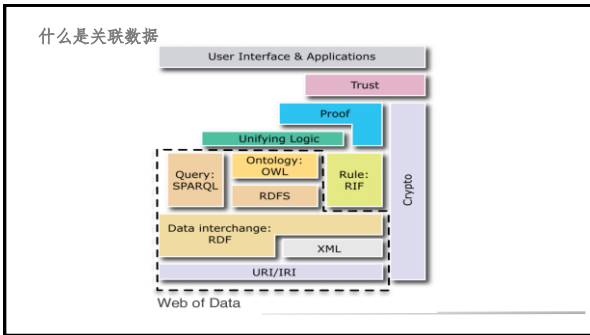 什么是关联数据
User Interface & Applications
Trust
Proof
Unifying Logic
Query:
SPARQL
Ontology:
OWL
RDFS
Rule:
RIF
Crypto
Data interchange:
RDF
XML
URI/IRI
Web of Data